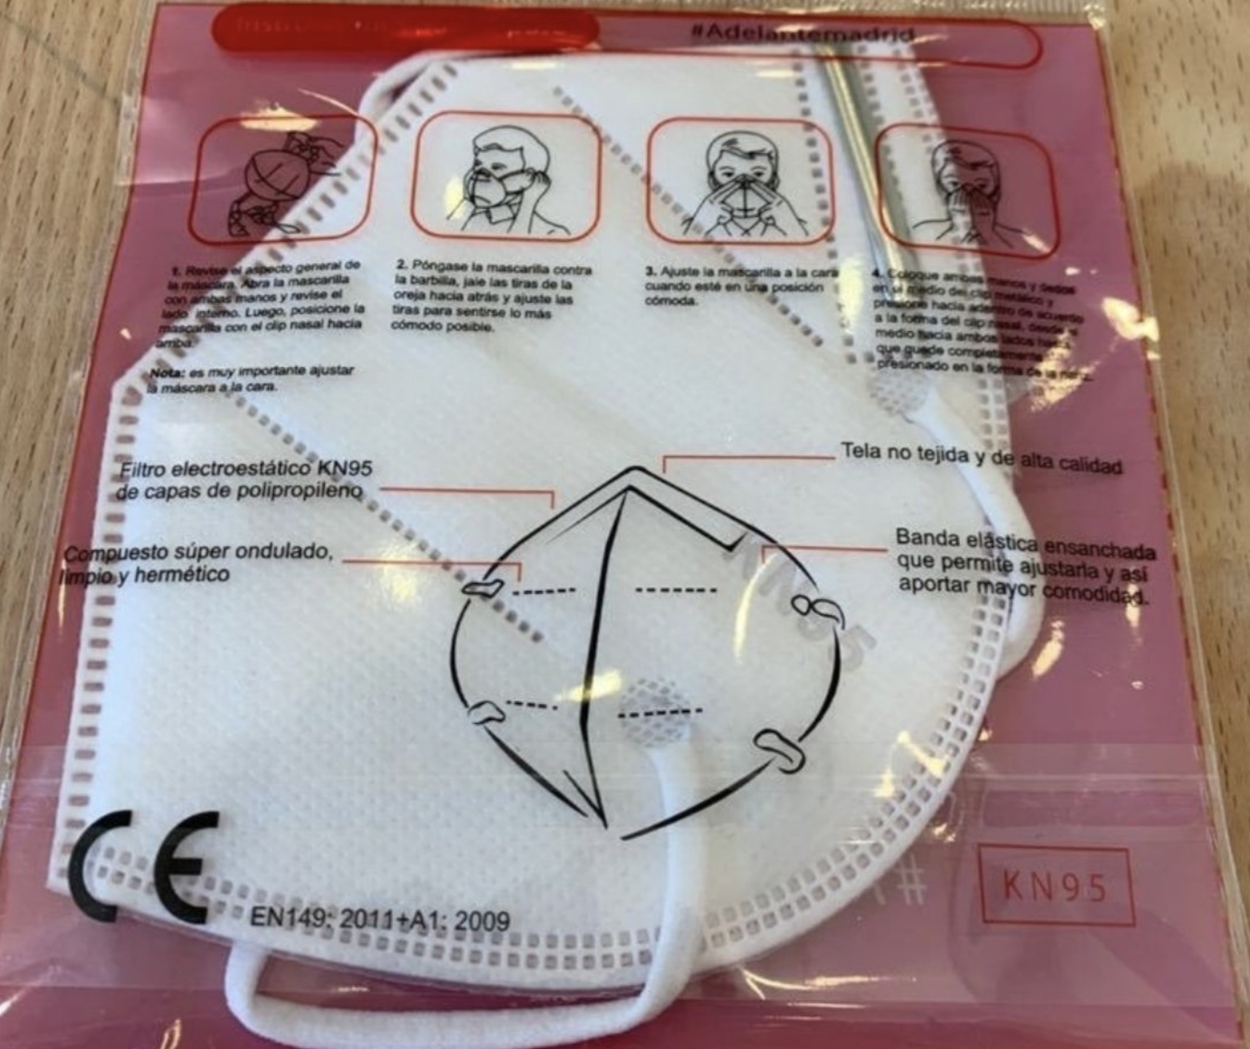 #Adelantemadrid
1. Revise el aspecto general de
la máscara. Abra la mascarilla
con ambas manos y revise el
lado interno. Luego, posicione la
mascarilla con el clip nasal hacia
arriba.
Nota: es muy importante ajustar
la máscara a la cara.
2. Póngase la mascarilla contra
la barbilla, jale las tiras de la
oreja hacia atrás y ajuste las
tiras para sentirse lo más
cómodo posible.
3. Ajuste la mascarilla a la cara
cuando esté en una posición
cómoda.
4. Coloque ambas manos y dedos
en el medio del clip metálico y
presione hacia adentro de acuerdo
a la forma del clip nasal, desde el
medio hacia ambos lados hasta
que quede completamente
presionado en la forma de la
Filtro electroestático KN95
de capas de polipropileno
Tela no tejida y de alta calidad
Compuesto súper ondulado,
limpio y hermético
Banda elástica ensanchada
que permite ajustarla y así
aportar mayor comodidad.
KN95
CE
EN149: 2011+A1: 2009
#
KN95